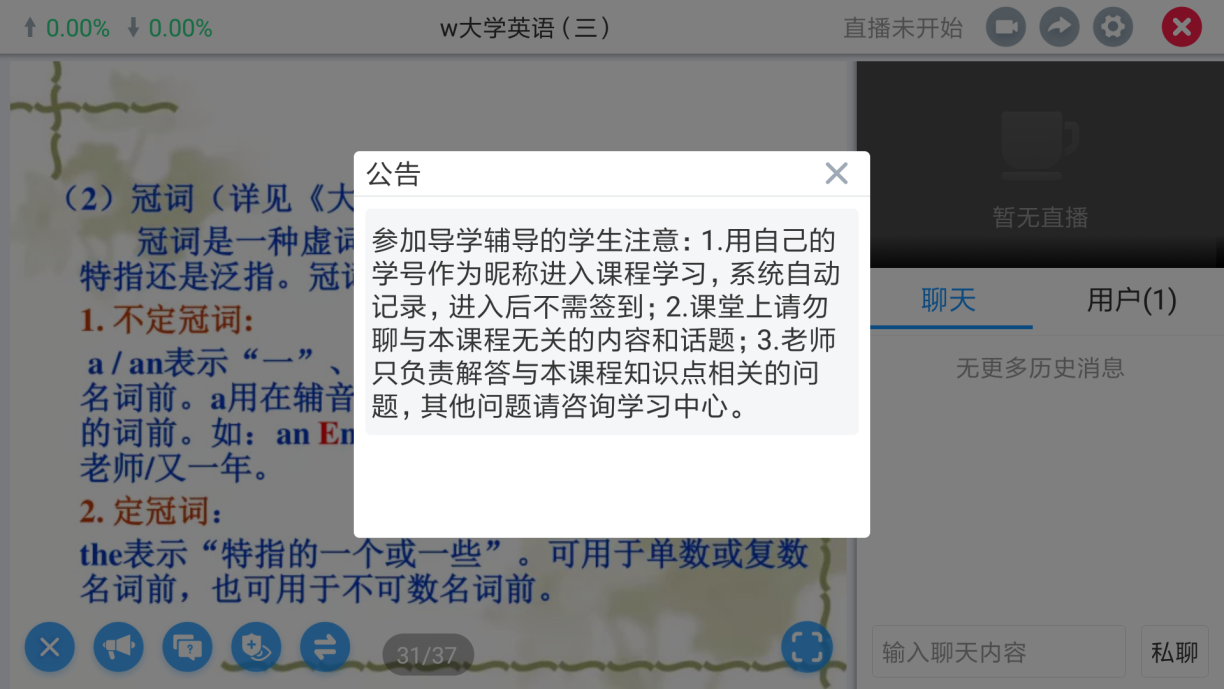 0.00% 0.00% w大学英语（三） 直播未开始
公告
参加导学辅导的学生注意：1.用自己的
学号作为昵称进入课程学习，系统自动
记录，进入后不需签到；2.课堂上请勿
聊与本课程无关的内容和话题；3.老师
只负责解答与本课程知识点相关的问
题，其他问题请咨询学习中心。
（2）冠词（详见《大
冠词是一种虚词
特指还是泛指。冠词
1. 不定冠词:
a / an表示“一”、
名词前。a用在辅音
的词前。如：an En
老师/又一年。
2. 定冠词：
the表示“特指的一个或一些”。可用于单数或复数
名词前，也可用于不可数名词前。
31/37
暂无直播
聊天 用户(1)
无更多历史消息
输入聊天内容 私聊